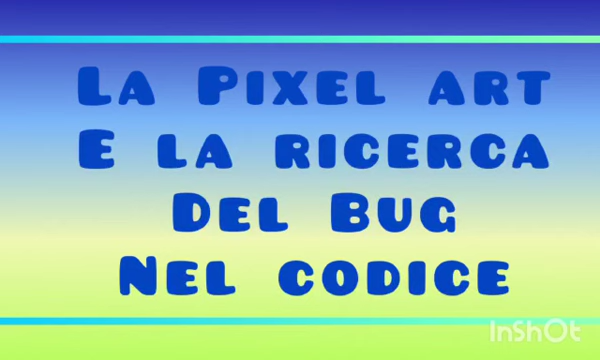 La Pixel art
E la ricerca
Del Bug
Nel codice
InShOt